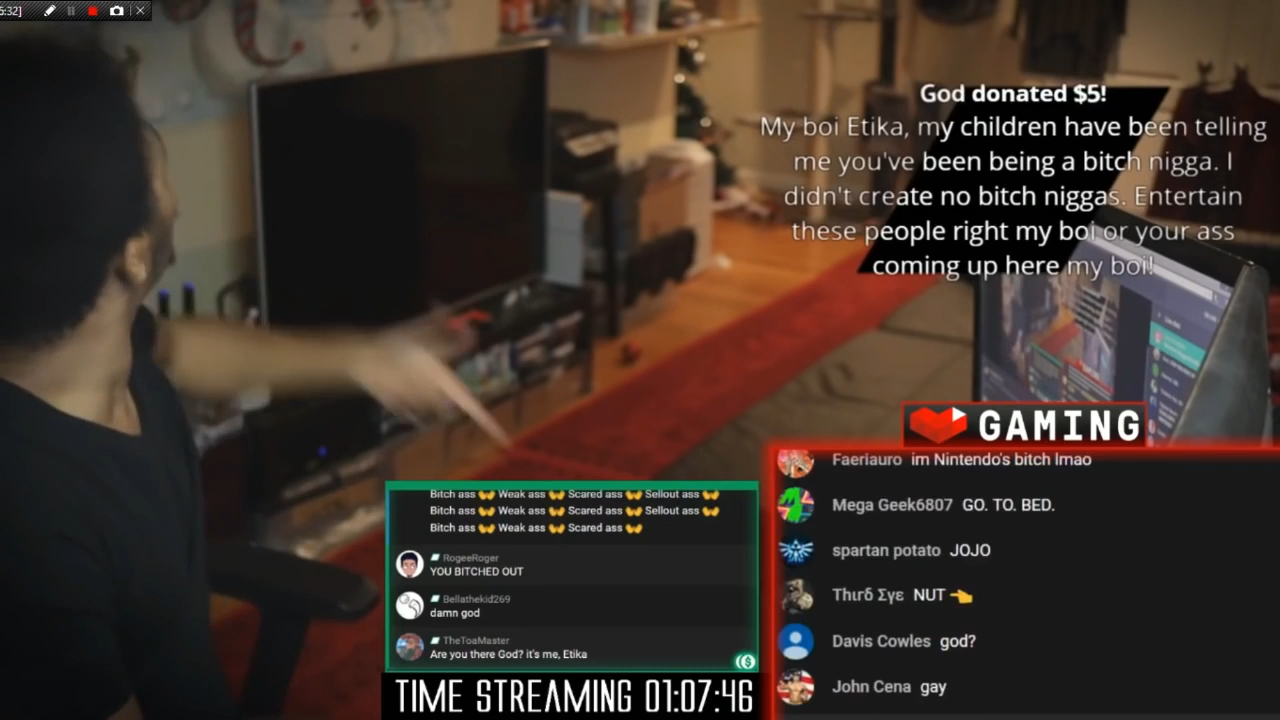 5:32]
God donated $5!
My boi Etika, my children have been telling
me you've been being a bitch nigga. I
didn't create no bitch niggas. Entertain
these people right my boi or your ass
coming up here my boi!
GAMING
Faeriauro im Nintendo's bitch lmao
Mega Geek6807 GO. TO. BED.
spartan potato JOJO
Thιrδ Σγε NUT 👈
Davis Cowles god?
John Cena gay
Bitch ass 👐 Weak ass 👐 Scared ass 👐 Sellout ass 👐
Bitch ass 👐 Weak ass 👐 Scared ass 👐 Sellout ass 👐
Bitch ass 👐 Weak ass 👐 Scared ass 👐
RogeeRoger
YOU BITCHED OUT
Bellathekid269
damn god
TheToaMaster
Are you there God? it's me, Etika
TIME STREAMING 01:07:46